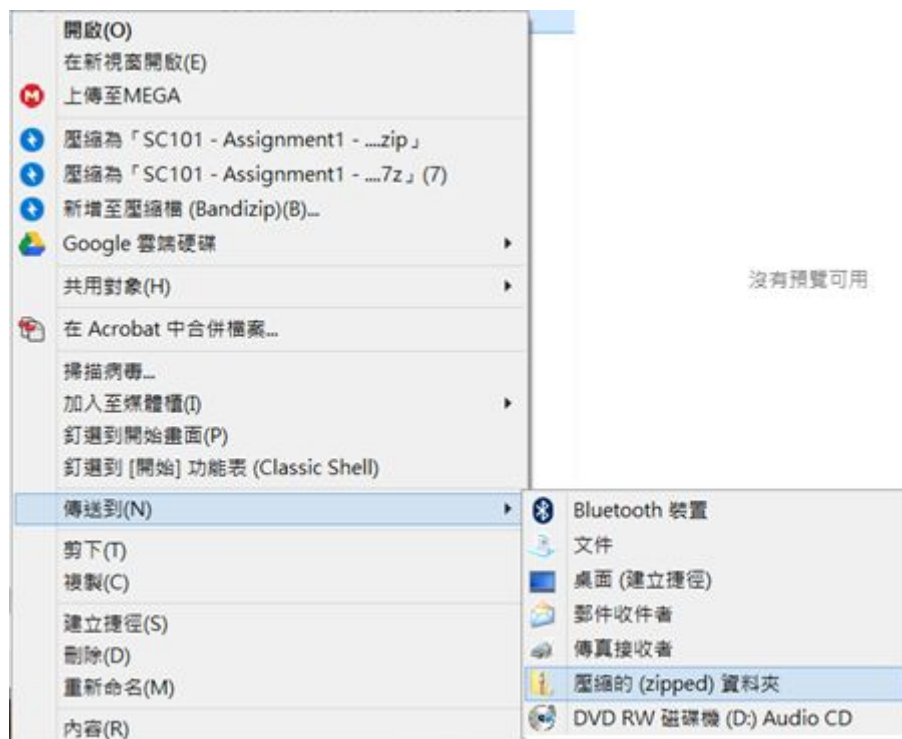 開啟(O)
在新視窗開啟(E)
上傳至MEGA
壓縮為「SC101 - Assignment1 - ....zip」
壓縮為「SC101 - Assignment1 - ....7z」(7)
新增至壓縮檔 (Bandizip)(B)...
Google 雲端硬碟
共用對象(H)
沒有預覽可用
在 Acrobat 中合併檔案...
掃描病毒...
加入至媒體櫃(I)
釘選到開始畫面(P)
釘選到 [開始] 功能表 (Classic Shell)
傳送到(N)
Bluetooth 裝置
文件
桌面 (建立捷徑)
郵件收件者
傳真接收者
壓縮的 (zipped) 資料夾
DVD RW 磁碟機 (D:) Audio CD
剪下(T)
複製(C)
建立捷徑(S)
刪除(D)
重新命名(M)
內容(R)